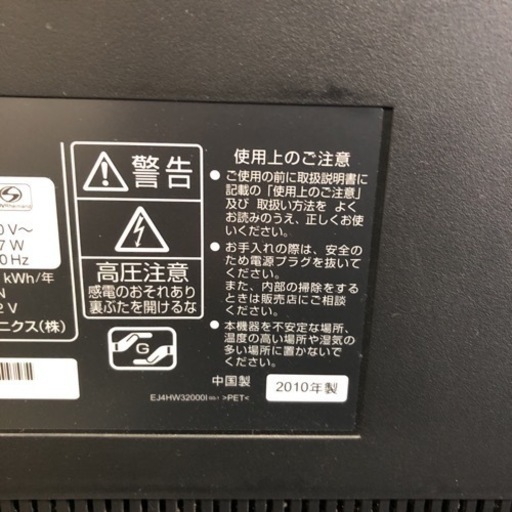 0V～
7W
0Hz
kWh/年
N
2V
ニクス(株)
警告
高圧注意
感電のおそれあり
裏ぶたを開けるな
G
使用上のご注意
●ご使用の前に取扱説明書に
記載の「使用上のご注意」
及び 取扱い方法を よく
お読みのうえ、正しくお使
いください。
●お手入れの際は、安全の
ため電源プラグを抜いて
ください。
また、内部の掃除をする
ときは販売店にご相談
ください。
●本機器を不安定な場所、
温度の高い場所や湿気の
多い場所に置かないで
ください。
中国製
2010年製
EJ4HW32000I >PET<